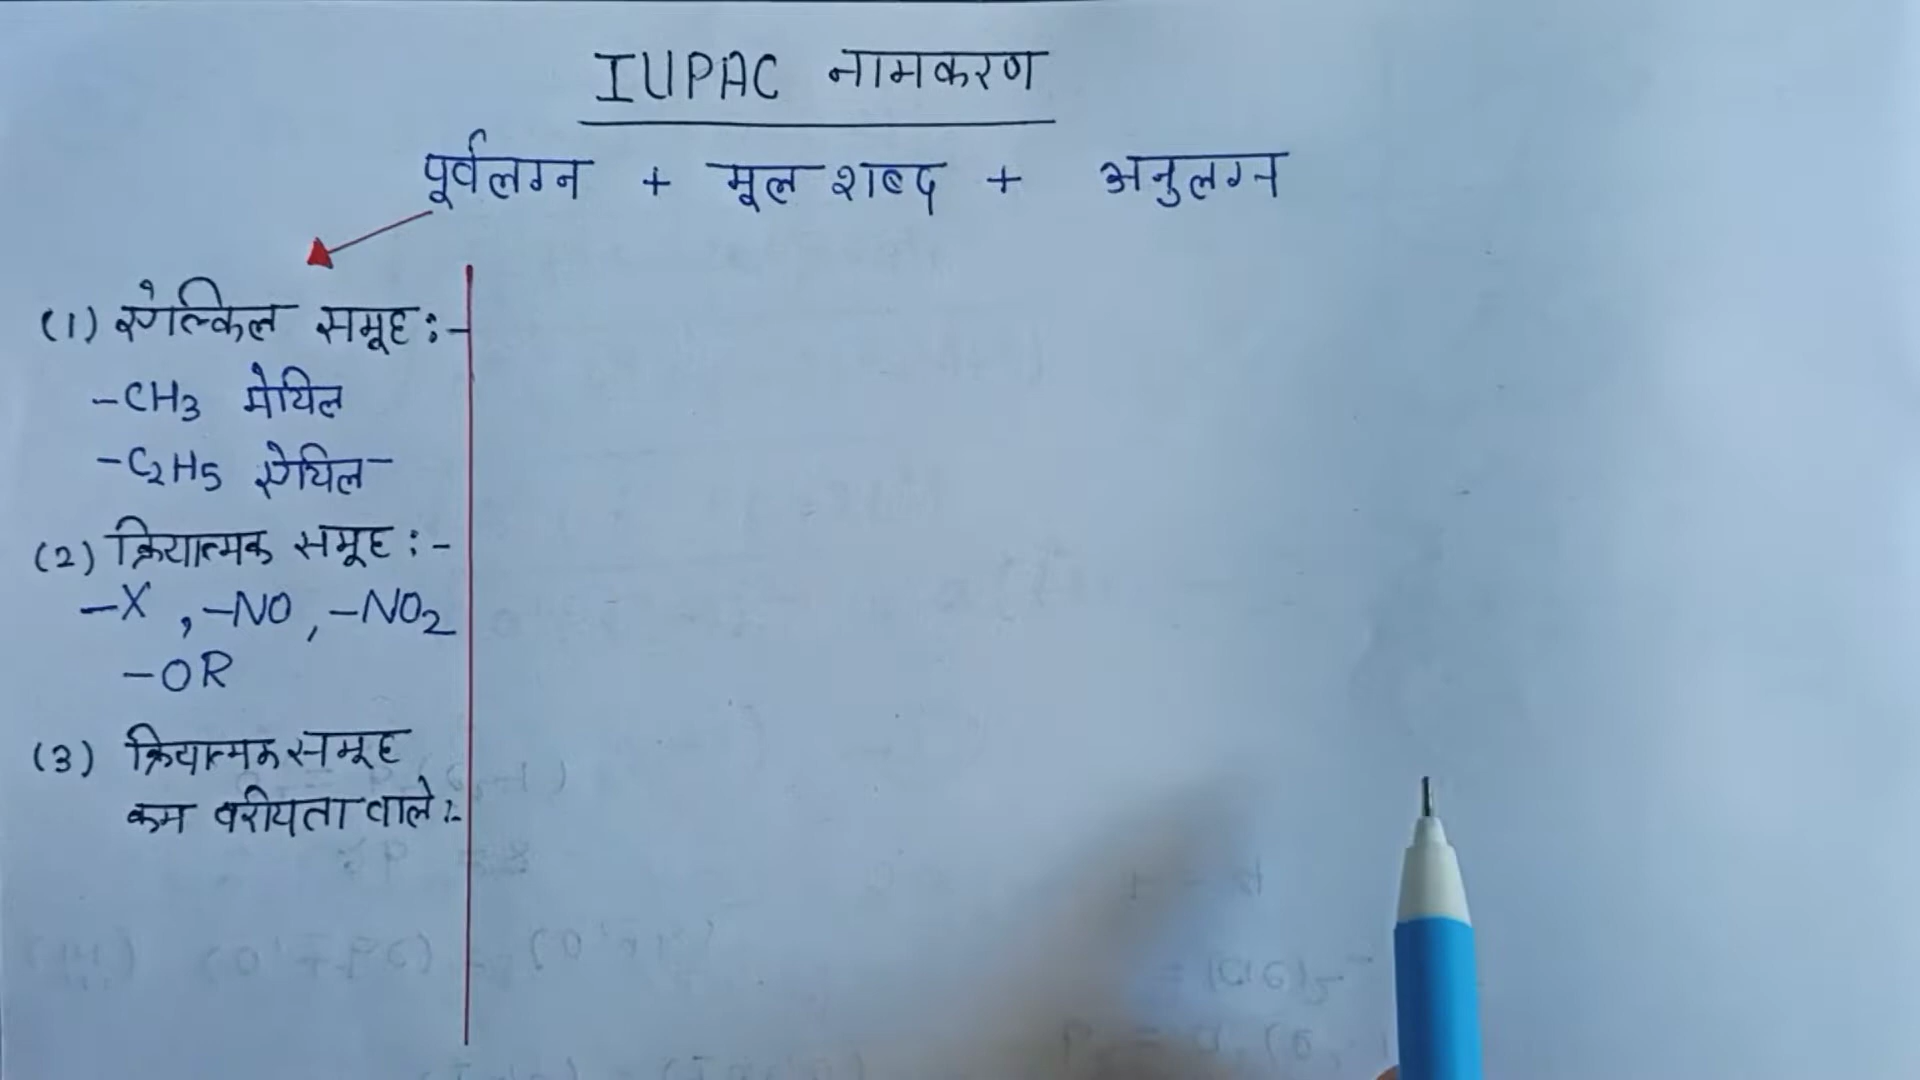 IUPAC नामकरण
पूर्वलग्न + मूल शब्द + अनुलग्न
(1) ऐल्किल समूह :-
-CH3 मेथिल
-C2H5 ऐथिल
(2) क्रियात्मक समूह :-
-X , -NO , -NO2
-OR
(3) क्रियात्मक समूह
कम वरीयता वाले :-